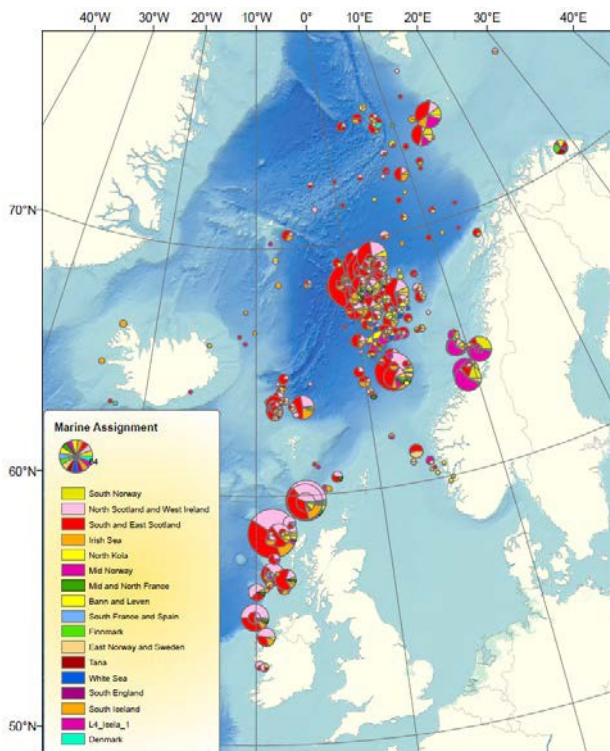 40°W 30°W 20°W 10°W 0° 10°E 20°E 30°E 40°E
70°N
60°N
50°N
Marine Assignment
64
South Norway
North Scotland and West Ireland
South and East Scotland
Irish Sea
North Kola
Mid Norway
Mid and North France
Bann and Leven
South France and Spain
Finnmark
East Norway and Sweden
Tana
White Sea
South England
South Iceland
L4_Isela_1
Denmark